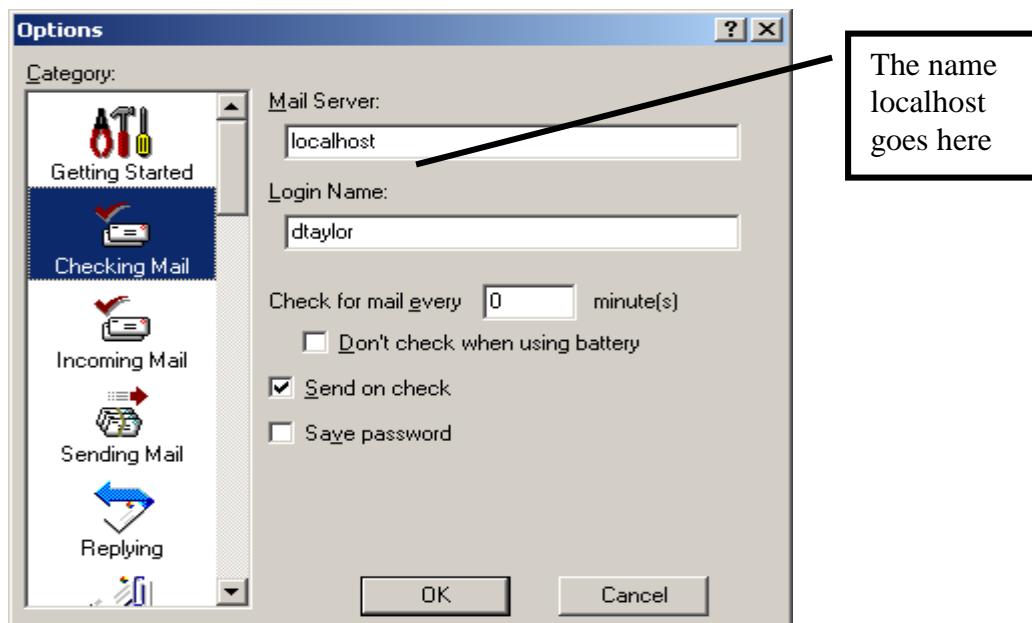 Options
Category:
Getting Started
Checking Mail
Incoming Mail
Sending Mail
Replying
Mail Server:
localhost
Login Name:
dtaylor
Check for mail every 0 minute(s)
Don't check when using battery
Send on check
Save password
OK
Cancel
The name
localhost
goes here